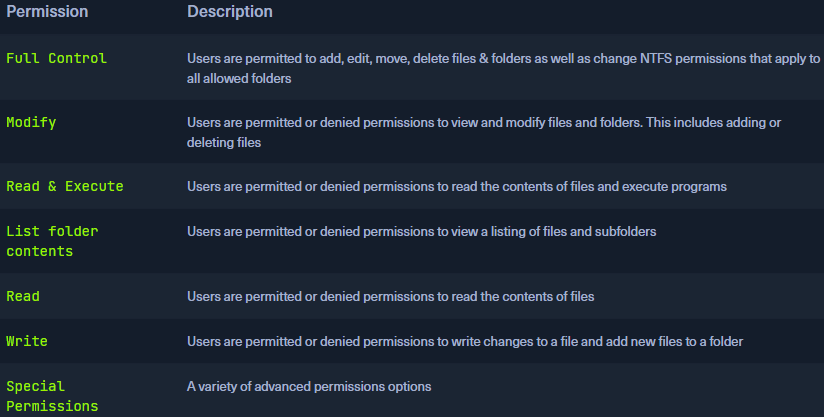 Permission Description
Full Control Users are permitted to add, edit, move, delete files & folders as well as change NTFS permissions that apply to
all allowed folders
Modify Users are permitted or denied permissions to view and modify files and folders. This includes adding or
deleting files
Read & Execute Users are permitted or denied permissions to read the contents of files and execute programs
List folder Users are permitted or denied permissions to view a listing of files and subfolders
contents
Read Users are permitted or denied permissions to read the contents of files
Write Users are permitted or denied permissions to write changes to a file and add new files to a folder
Special A variety of advanced permissions options
Permissions